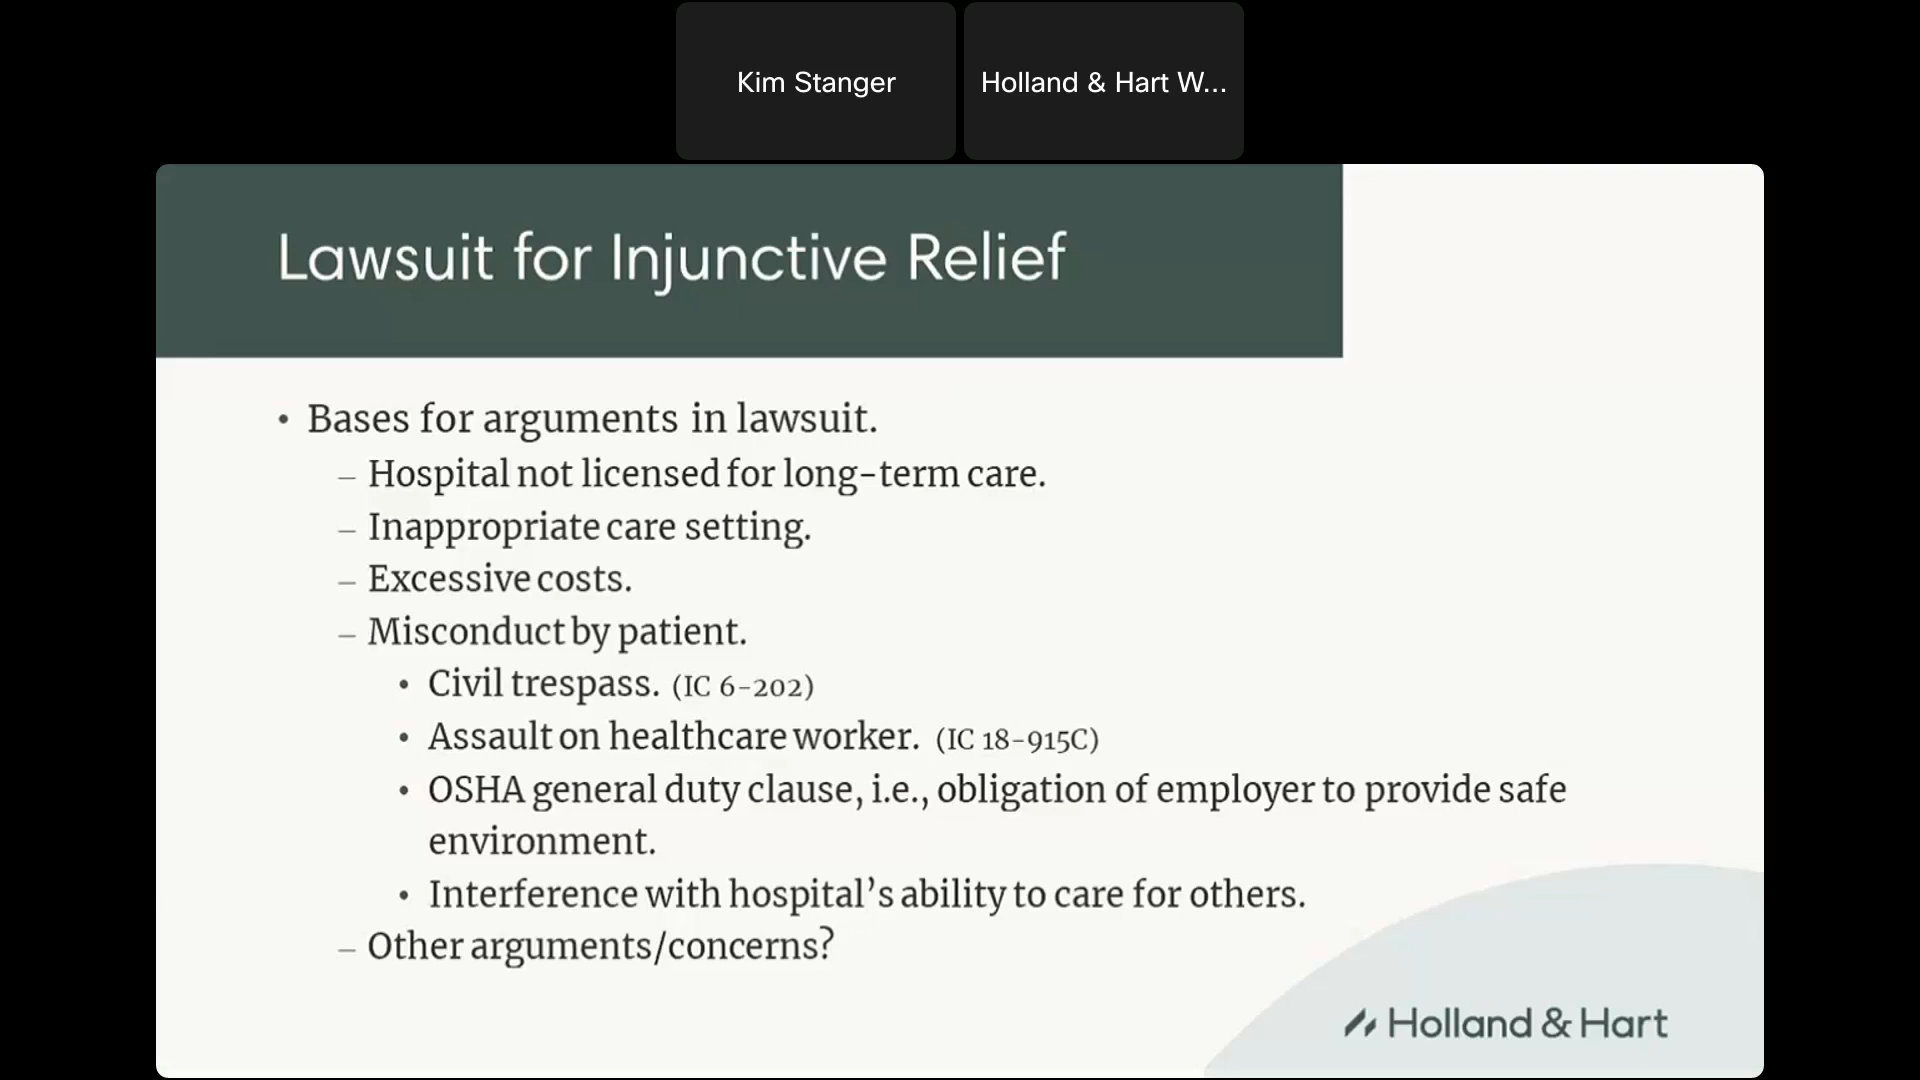 Kim Stanger
Holland & Hart W...
Lawsuit for Injunctive Relief
• Bases for arguments in lawsuit.
– Hospital not licensed for long-term care.
– Inappropriate care setting.
– Excessive costs.
– Misconduct by patient.
• Civil trespass. (IC 6-202)
• Assault on healthcare worker. (IC 18-915C)
• OSHA general duty clause, i.e., obligation of employer to provide safe
environment.
• Interference with hospital’s ability to care for others.
– Other arguments/concerns?
Holland & Hart